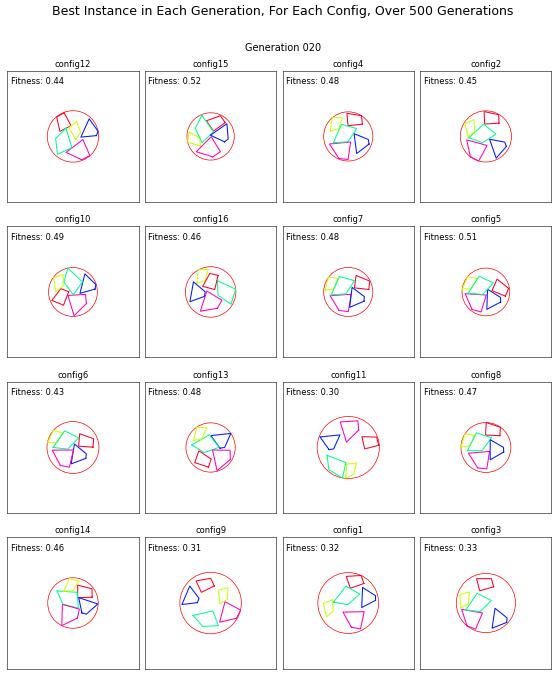 Best Instance in Each Generation, For Each Config, Over 500 Generations
Generation 020
config12
Fitness: 0.44
config15
Fitness: 0.52
config4
Fitness: 0.48
config2
Fitness: 0.45
config10
Fitness: 0.49
config16
Fitness: 0.46
config7
Fitness: 0.48
config5
Fitness: 0.51
config6
Fitness: 0.43
config13
Fitness: 0.48
config11
Fitness: 0.30
config8
Fitness: 0.47
config14
Fitness: 0.46
config9
Fitness: 0.31
config1
Fitness: 0.32
config3
Fitness: 0.33